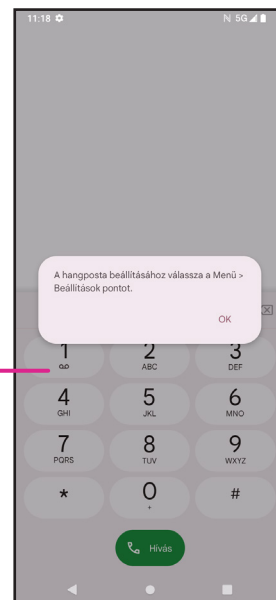 11:18 5G
A hangposta beállításához válassza a Menü >
Beállítások pontot.
OK
1 2 3
ABC DEF
4 5 6
GHI JKL MNO
7 8 9
PQRS TUV WXYZ
* 0 #
+
Hívás